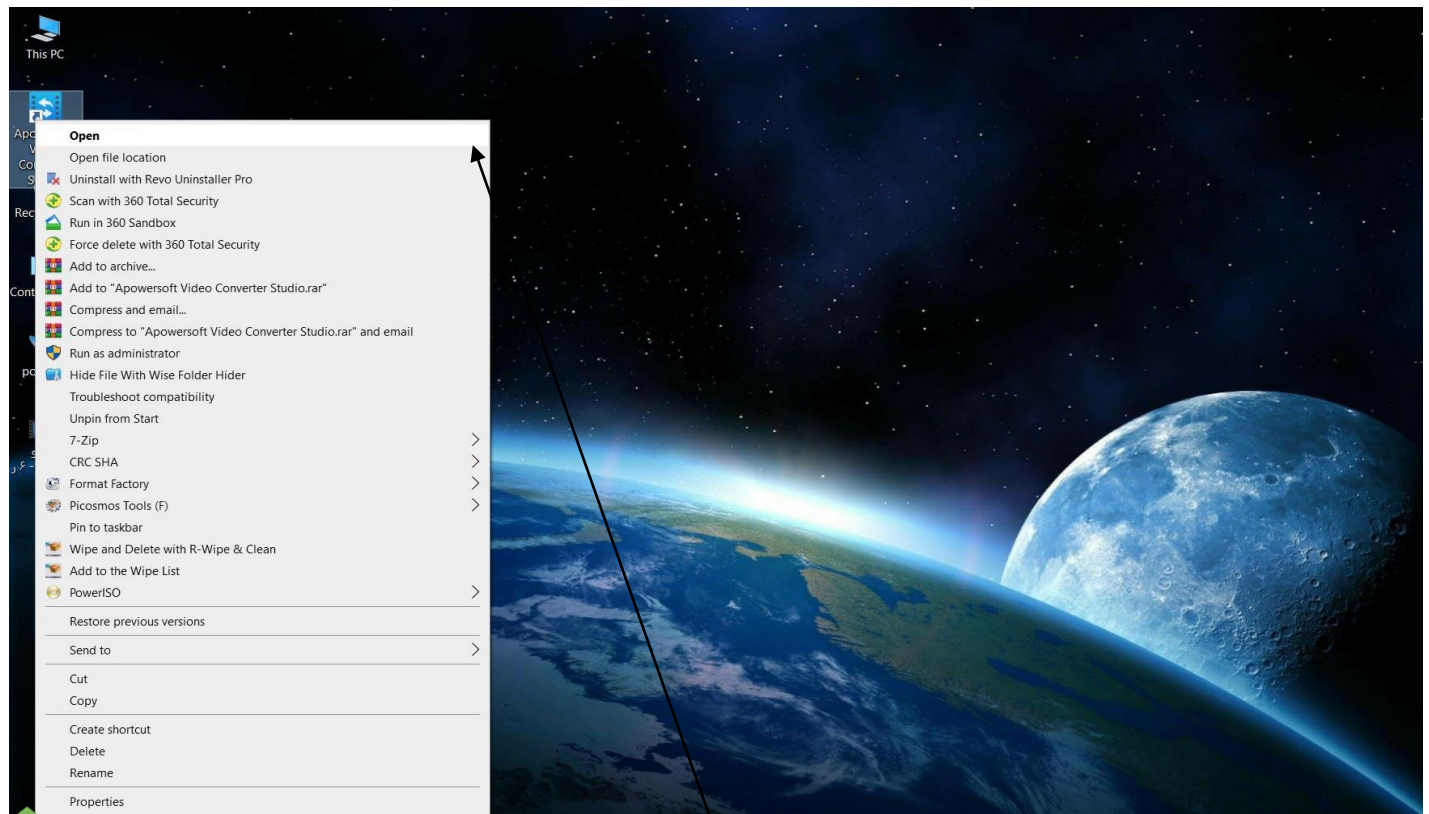 This PC
Open
Open file location
Uninstall with Revo Uninstaller Pro
Scan with 360 Total Security
Run in 360 Sandbox
Force delete with 360 Total Security
Add to archive...
Add to "Apowersoft Video Converter Studio.rar"
Compress and email...
Compress to "Apowersoft Video Converter Studio.rar" and email
Run as administrator
Hide File With Wise Folder Hider
Troubleshoot compatibility
Unpin from Start
7-Zip
CRC SHA
Format Factory
Picosmos Tools (F)
Pin to taskbar
Wipe and Delete with R-Wipe & Clean
Add to the Wipe List
PowerISO
Restore previous versions
Send to
Cut
Copy
Create shortcut
Delete
Rename
Properties